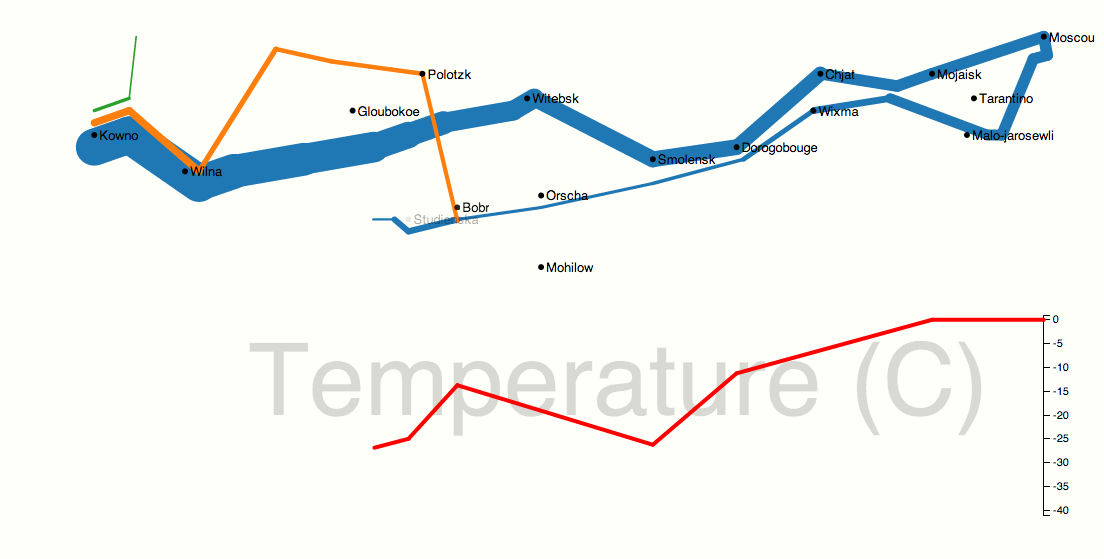 Moscou
Polotzk
Chjat
Mojaisk
Witebsk
Tarantino
Gloubokoe
Wixma
Kowno
Malo-jarosewli
Dorogobouge
Smolensk
Wilna
Orscha
Bobr
Studienska
Mohilow
Temperature (C)
0
-5
-10
-15
-20
-25
-30
-35
-40